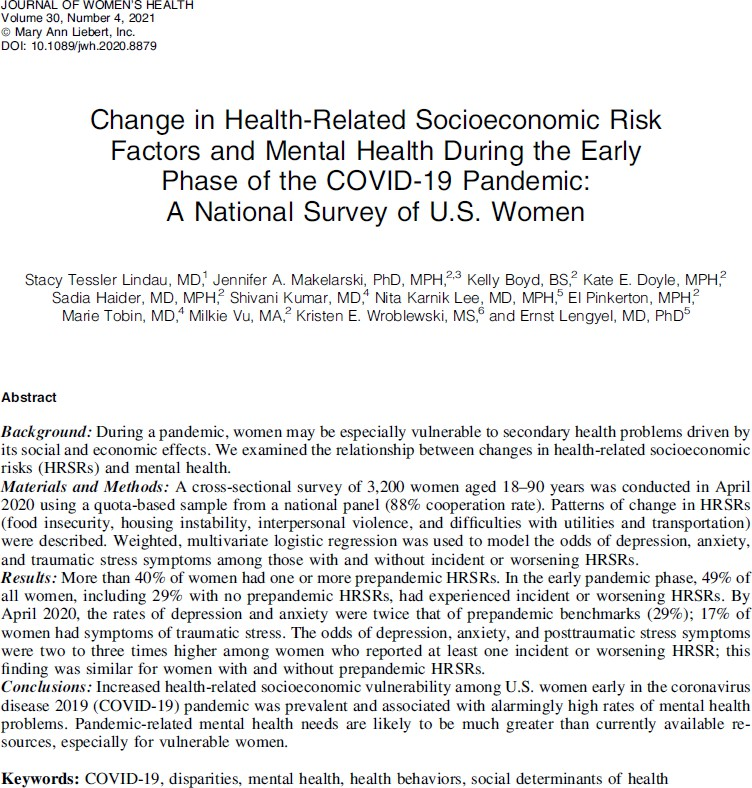 JOURNAL OF WOMEN'S HEALTH
Volume 30, Number 4, 2021
© Mary Ann Liebert, Inc.
DOI: 10.1089/jwh.2020.8879
Change in Health-Related Socioeconomic Risk
Factors and Mental Health During the Early
Phase of the COVID-19 Pandemic:
A National Survey of U.S. Women
Stacy Tessler Lindau, MD,1 Jennifer A. Makelarski, PhD, MPH,2,3 Kelly Boyd, BS,2 Kate E. Doyle, MPH,2
Sadia Haider, MD, MPH,2 Shivani Kumar, MD,4 Nita Karnik Lee, MD, MPH,5 El Pinkerton, MPH,2
Marie Tobin, MD,4 Milkie Vu, MA,2 Kristen E. Wroblewski, MS,6 and Ernst Lengyel, MD, PhD5
Abstract
Background: During a pandemic, women may be especially vulnerable to secondary health problems driven by
its social and economic effects. We examined the relationship between changes in health-related socioeconomic
risks (HRSRs) and mental health.
Materials and Methods: A cross-sectional survey of 3,200 women aged 18–90 years was conducted in April
2020 using a quota-based sample from a national panel (88% cooperation rate). Patterns of change in HRSRs
(food insecurity, housing instability, interpersonal violence, and difficulties with utilities and transportation)
were described. Weighted, multivariate logistic regression was used to model the odds of depression, anxiety,
and traumatic stress symptoms among those with and without incident or worsening HRSRs.
Results: More than 40% of women had one or more prepandemic HRSRs. In the early pandemic phase, 49% of
all women, including 29% with no prepandemic HRSRs, had experienced incident or worsening HRSRs. By
April 2020, the rates of depression and anxiety were twice that of prepandemic benchmarks (29%); 17% of
women had symptoms of traumatic stress. The odds of depression, anxiety, and posttraumatic stress symptoms
were two to three times higher among women who reported at least one incident or worsening HRSR; this
finding was similar for women with and without prepandemic HRSRs.
Conclusions: Increased health-related socioeconomic vulnerability among U.S. women early in the coronavirus
disease 2019 (COVID-19) pandemic was prevalent and associated with alarmingly high rates of mental health
problems. Pandemic-related mental health needs are likely to be much greater than currently available re-
sources, especially for vulnerable women.
Keywords: COVID-19, disparities, mental health, health behaviors, social determinants of health